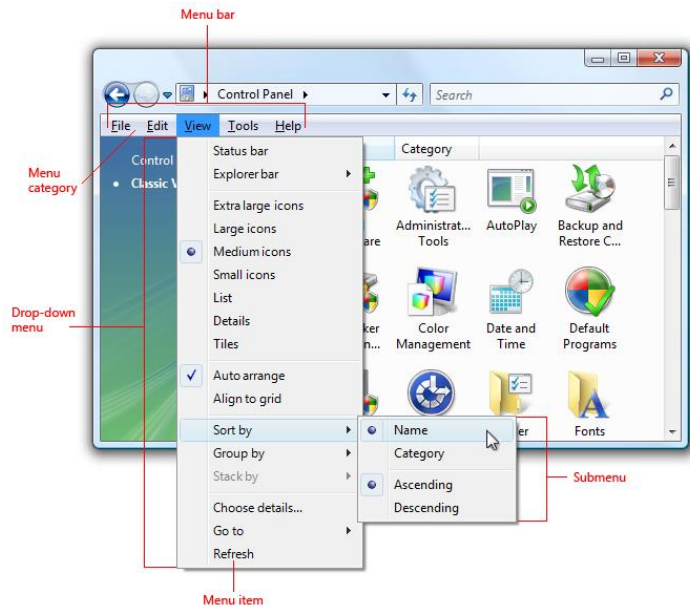 Menu bar
Control Panel
Search
File Edit View Tools Help
Menu
category
Drop-down
menu
Control
Classic V
Status bar
Explorer bar
Extra large icons
Large icons
Medium icons
Small icons
List
Details
Tiles
Auto arrange
Align to grid
Sort by
Group by
Stack by
Choose details...
Go to
Refresh
Category
are
Administrat...
Tools
AutoPlay
Backup and
Restore C...
ker
n...
Color
Management
Date and
Time
Default
Programs
er
Fonts
Name
Category
Ascending
Descending
Submenu
Menu item